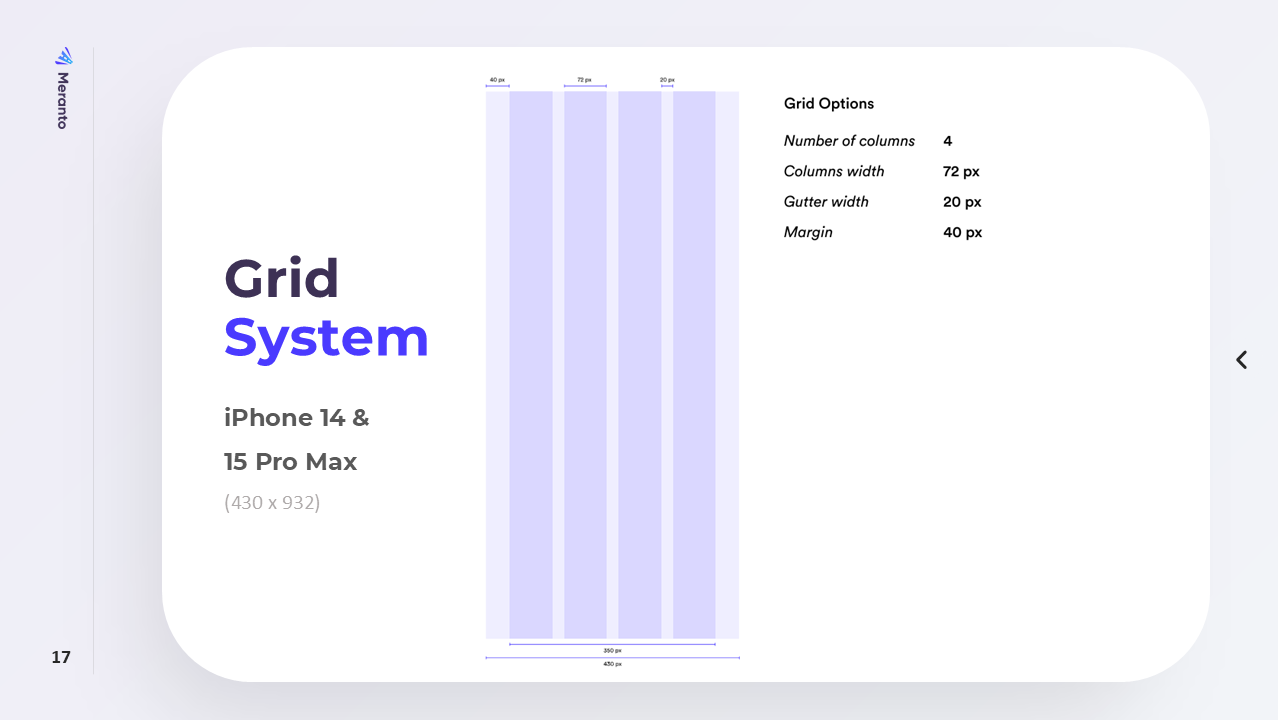 Meranto
Grid
System
iPhone 14 &
15 Pro Max
(430 x 932)
40 px
72 px
20 px
350 px
430 px
Grid Options
Number of columns 4
Columns width 72 px
Gutter width 20 px
Margin 40 px
17